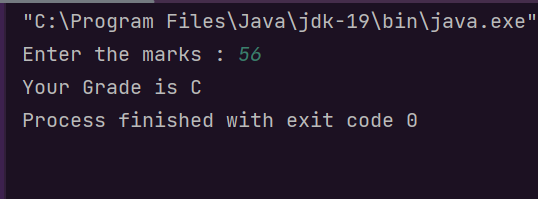 "C:\Program Files\Java\jdk-19\bin\java.exe"
Enter the marks : 56
Your Grade is C
Process finished with exit code 0